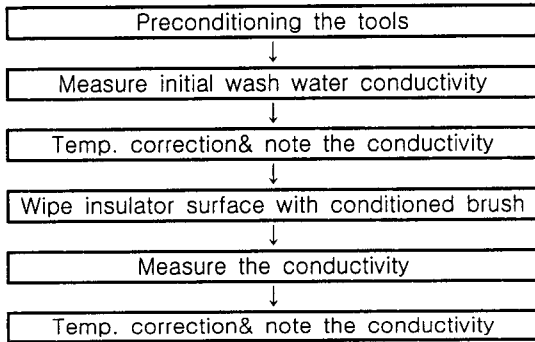 Preconditioning the tools
↓
Measure initial wash water conductivity
↓
Temp. correction& note the conductivity
↓
Wipe insulator surface with conditioned brush
↓
Measure the conductivity
↓
Temp. correction& note the conductivity